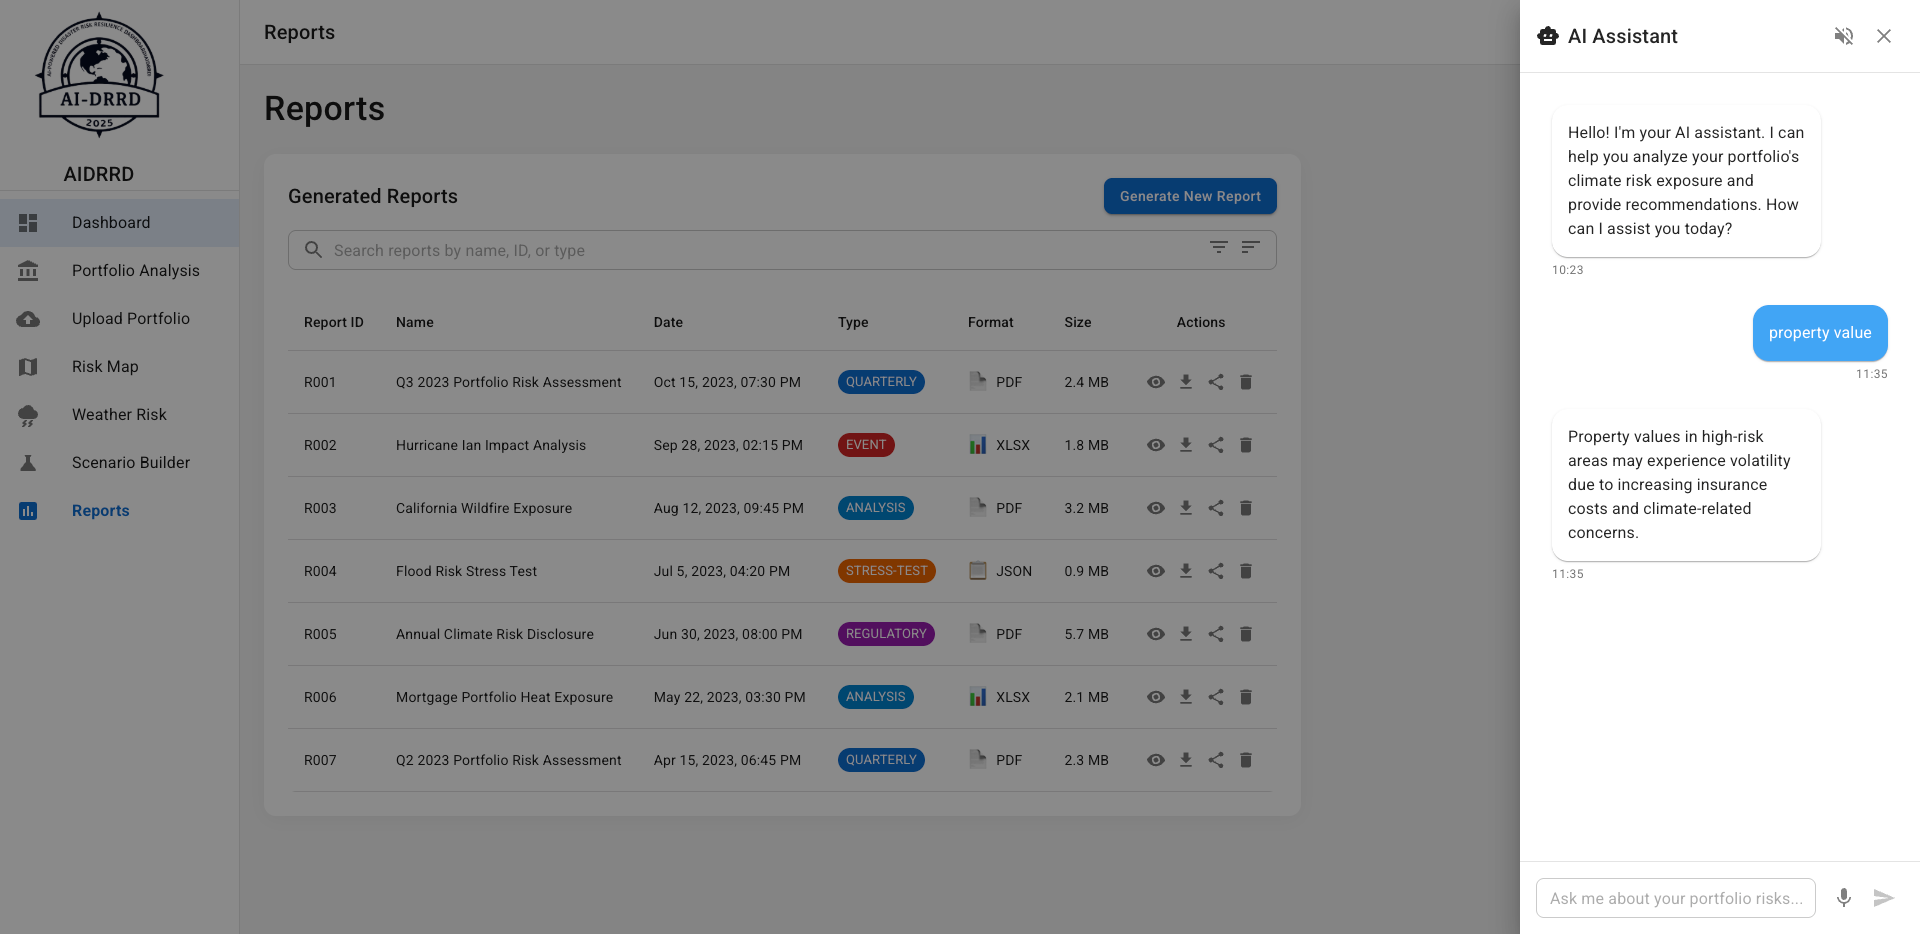 AI-POWERED DISASTER RISK RESILIENCE DASHBOARD
AI-DRRD
2025
AIDRRD
Dashboard
Portfolio Analysis
Upload Portfolio
Risk Map
Weather Risk
Scenario Builder
Reports
Reports
Reports
Generated Reports
Generate New Report
Search reports by name, ID, or type
Report ID Name Date Type Format Size Actions
R001 Q3 2023 Portfolio Risk Assessment Oct 15, 2023, 07:30 PM QUARTERLY PDF 2.4 MB
R002 Hurricane Ian Impact Analysis Sep 28, 2023, 02:15 PM EVENT XLSX 1.8 MB
R003 California Wildfire Exposure Aug 12, 2023, 09:45 PM ANALYSIS PDF 3.2 MB
R004 Flood Risk Stress Test Jul 5, 2023, 04:20 PM STRESS-TEST JSON 0.9 MB
R005 Annual Climate Risk Disclosure Jun 30, 2023, 08:00 PM REGULATORY PDF 5.7 MB
R006 Mortgage Portfolio Heat Exposure May 22, 2023, 03:30 PM ANALYSIS XLSX 2.1 MB
R007 Q2 2023 Portfolio Risk Assessment Apr 15, 2023, 06:45 PM QUARTERLY PDF 2.3 MB
AI Assistant
Hello! I'm your AI assistant. I can
help you analyze your portfolio's
climate risk exposure and
provide recommendations. How
can I assist you today?
10:23
property value
11:35
Property values in high-risk
areas may experience volatility
due to increasing insurance
costs and climate-related
concerns.
11:35
Ask me about your portfolio risks...